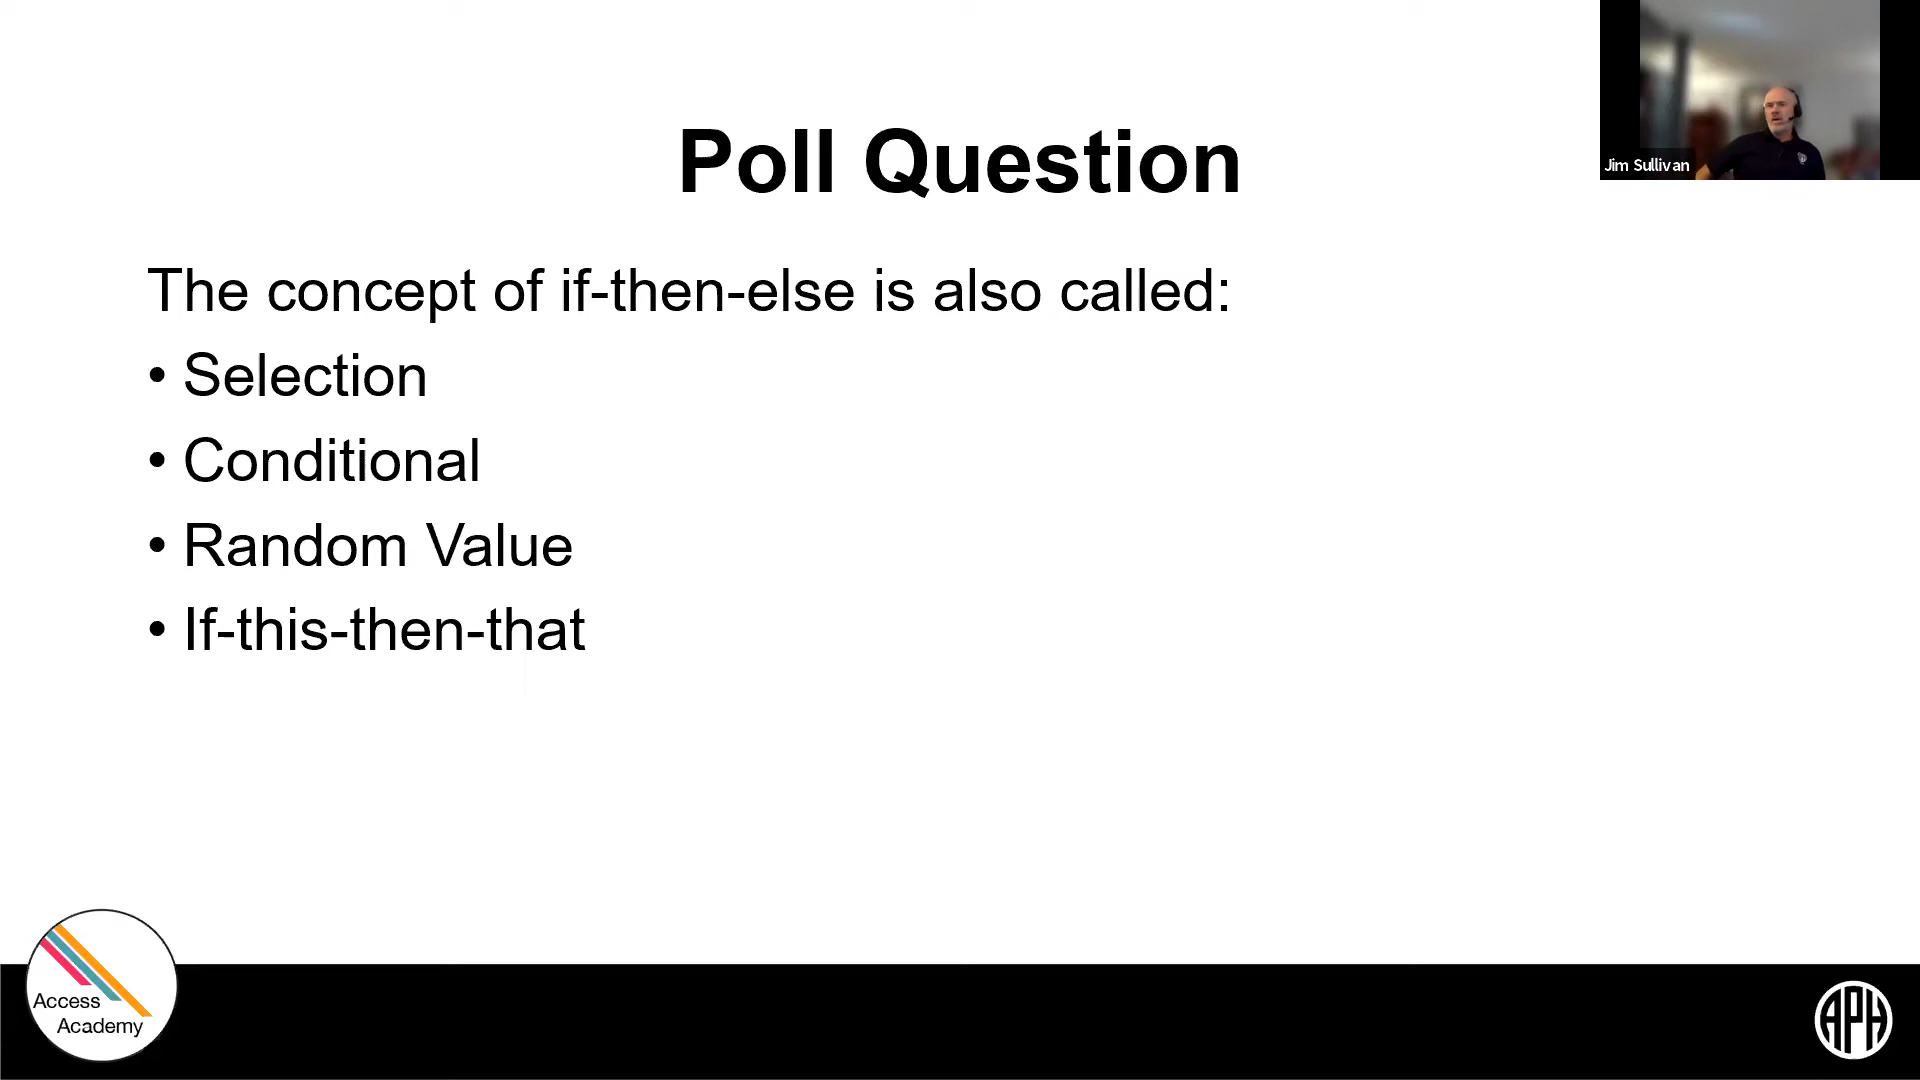 Poll Question
Jim Sullivan
The concept of if-then-else is also called:
• Selection
• Conditional
• Random Value
• If-this-then-that
Access
Academy
APH